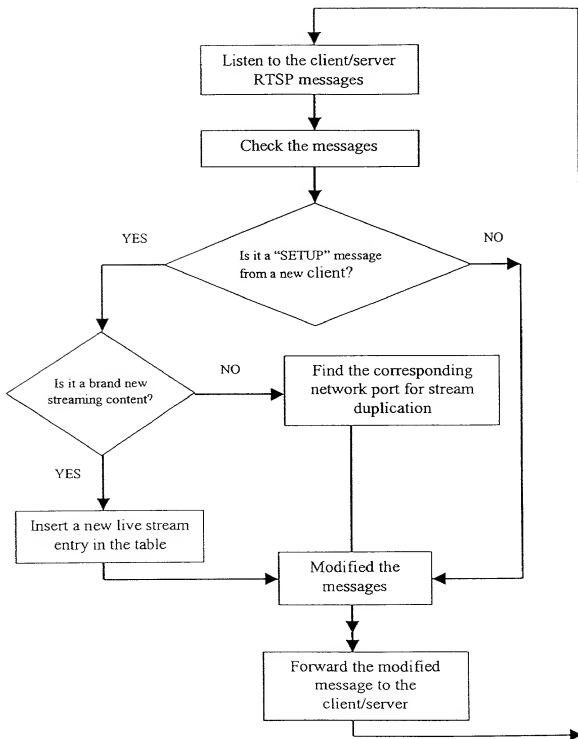 Listen to the client/server
RTSP messages
Check the messages
YES
NO
Is it a "SETUP" message
from a new client?
NO
Is it a brand new
streaming content?
Find the corresponding
network port for stream
duplication
YES
Insert a new live stream
entry in the table
Modified the
messages
Forward the modified
message to the
client/server